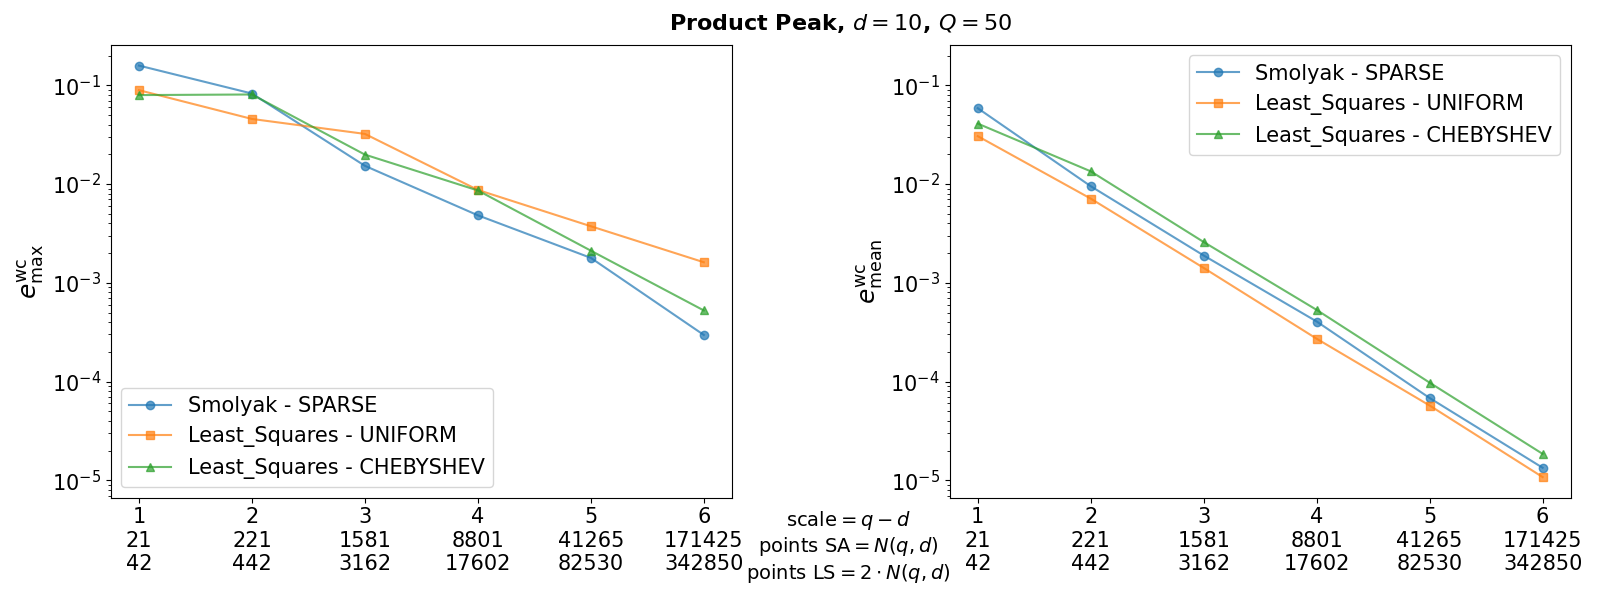 Product Peak, d = 10, Q = 50
e_max^wc
10^−1
10^−2
10^−3
10^−4
10^−5
Smolyak - SPARSE
Least_Squares - UNIFORM
Least_Squares - CHEBYSHEV
1 2 3 4 5 6
21 221 1581 8801 41265 171425
42 442 3162 17602 82530 342850
scale = q − d
points SA = N(q, d)
points LS = 2 · N(q, d)
e_mean^wc
10^−1
10^−2
10^−3
10^−4
10^−5
Smolyak - SPARSE
Least_Squares - UNIFORM
Least_Squares - CHEBYSHEV
1 2 3 4 5 6
21 221 1581 8801 41265 171425
42 442 3162 17602 82530 342850